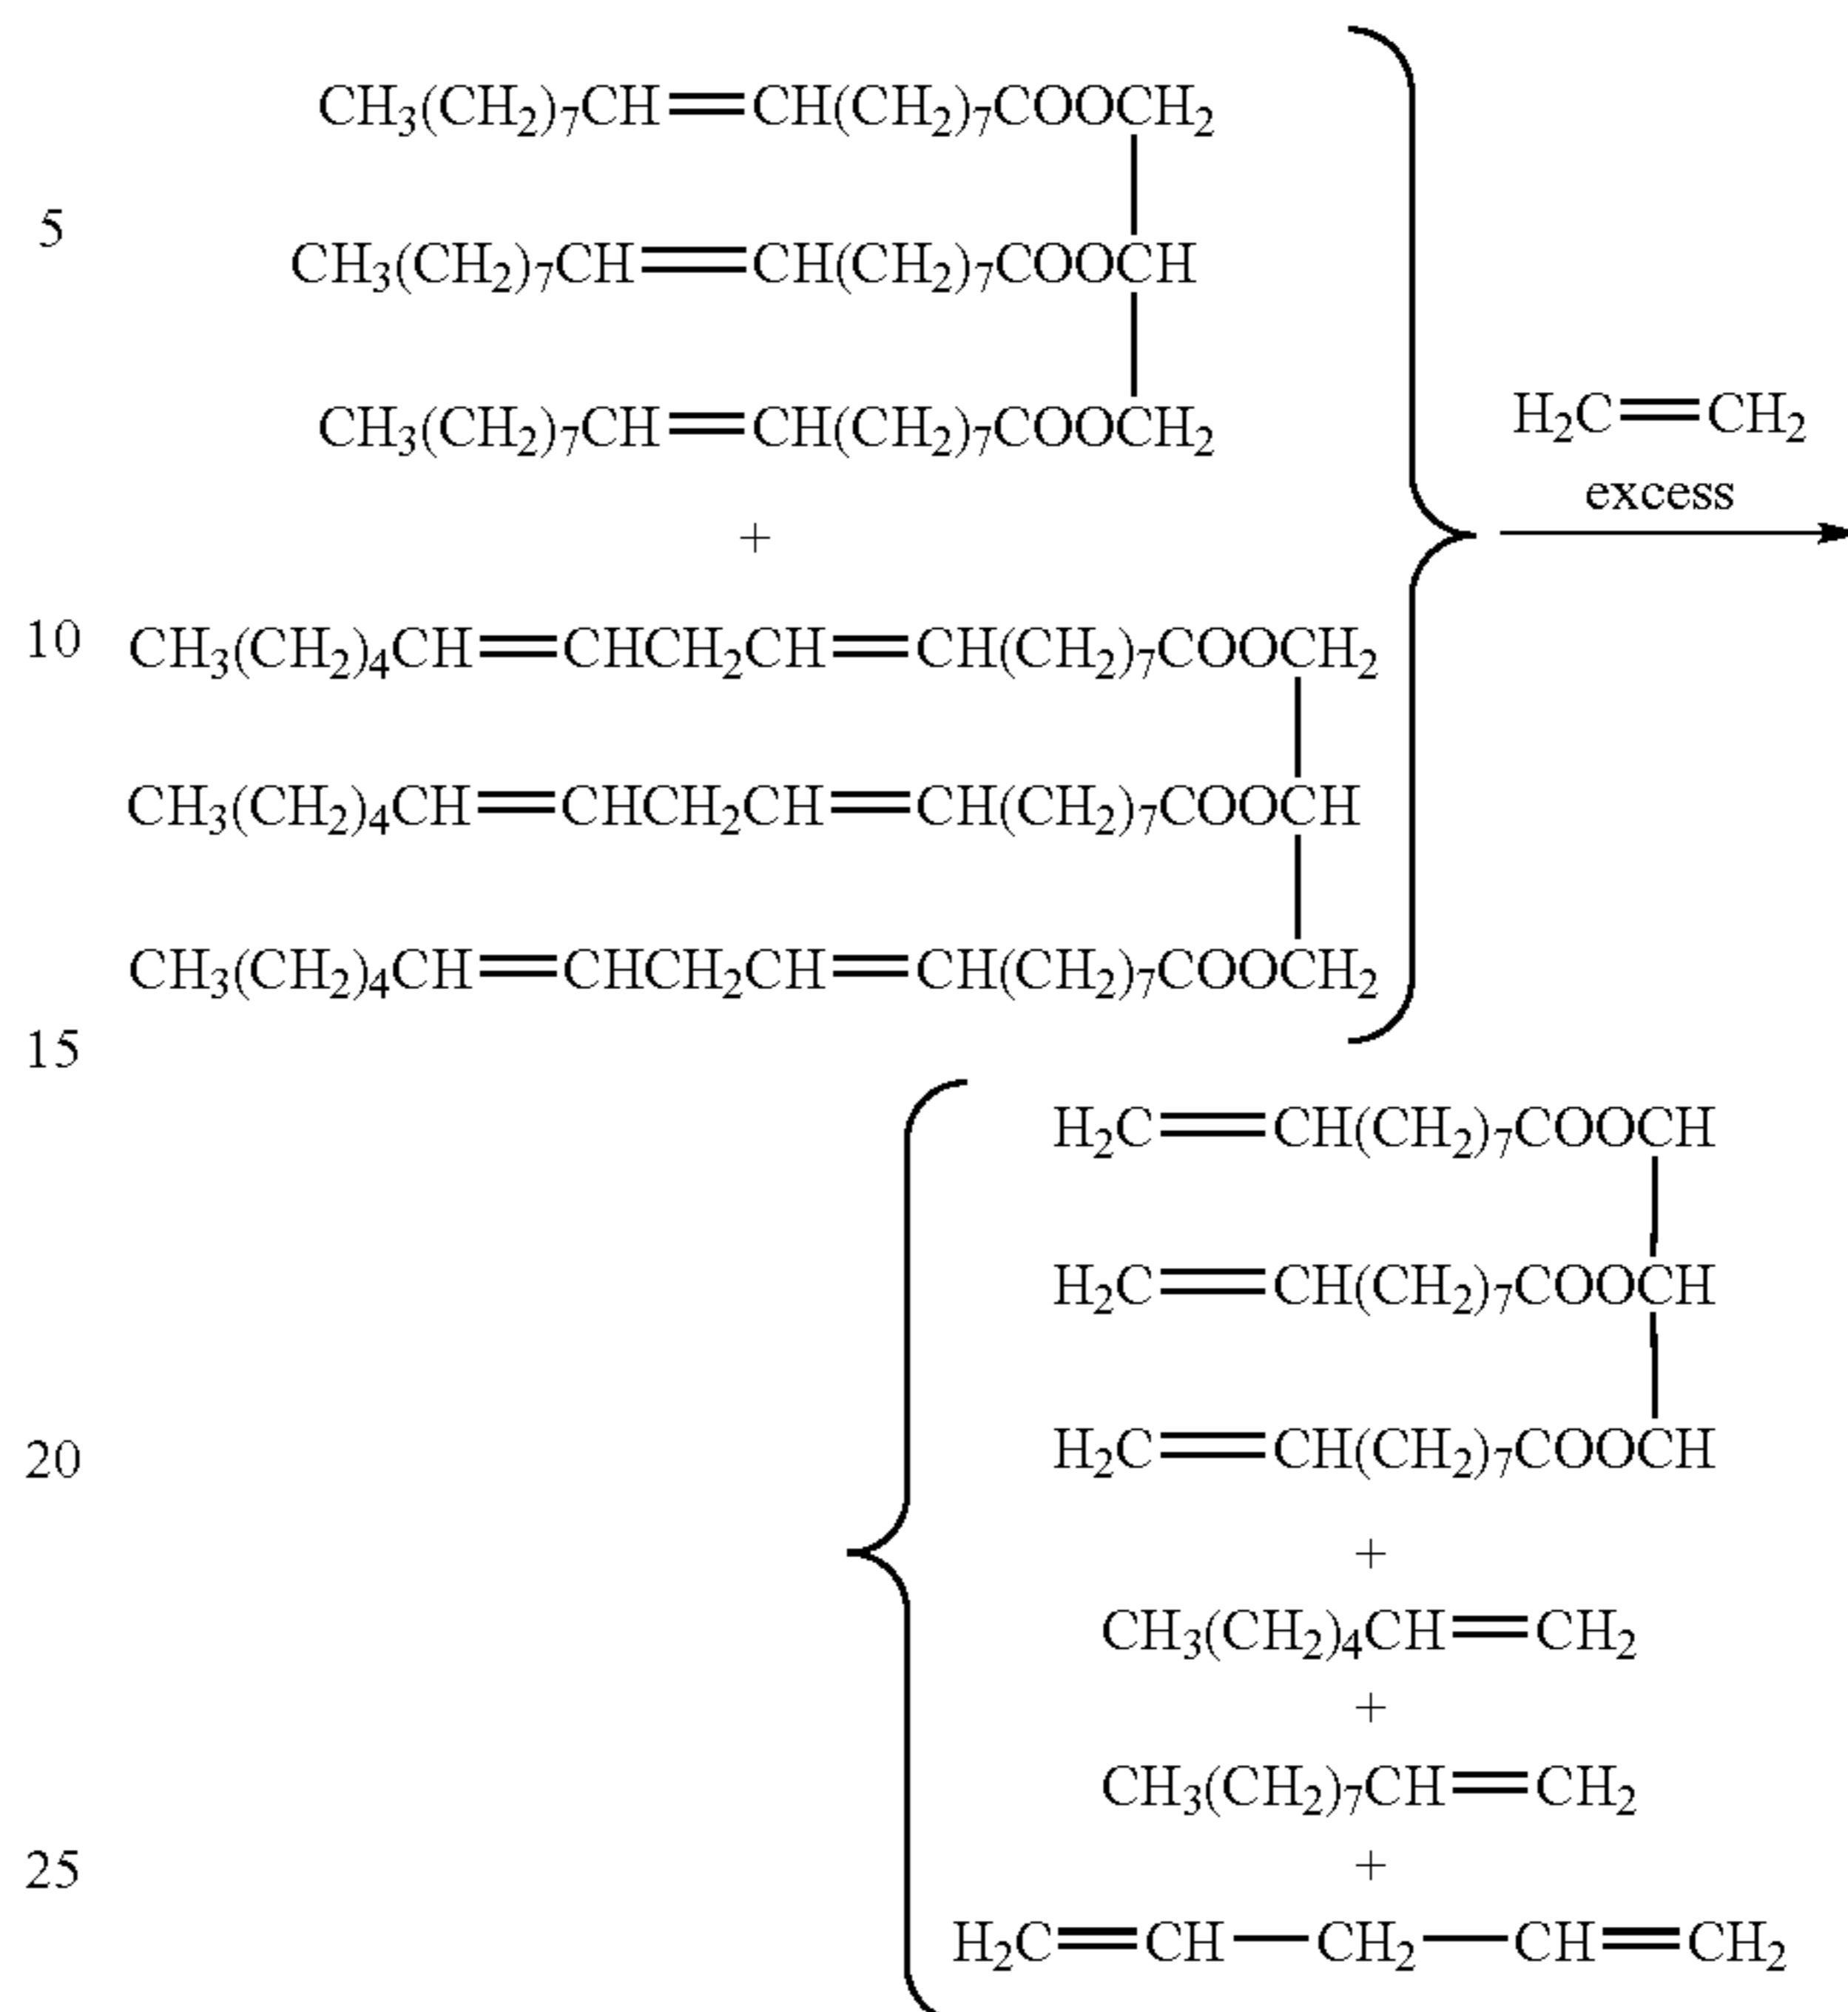 CH₃(CH₂)₇CH=CH(CH₂)₇COOCH₂
5
CH₃(CH₂)₇CH=CH(CH₂)₇COOCH
CH₃(CH₂)₇CH=CH(CH₂)₇COOCH₂
H₂C=CH₂
excess
+
10 CH₃(CH₂)₄CH=CHCH₂CH=CH(CH₂)₇COOCH₂
CH₃(CH₂)₄CH=CHCH₂CH=CH(CH₂)₇COOCH
CH₃(CH₂)₄CH=CHCH₂CH=CH(CH₂)₇COOCH₂
15
H₂C=CH(CH₂)₇COOCH
H₂C=CH(CH₂)₇COOCH
20 H₂C=CH(CH₂)₇COOCH
+
CH₃(CH₂)₄CH=CH₂
+
CH₃(CH₂)₇CH=CH₂
25 +
H₂C=CH—CH₂—CH=CH₂